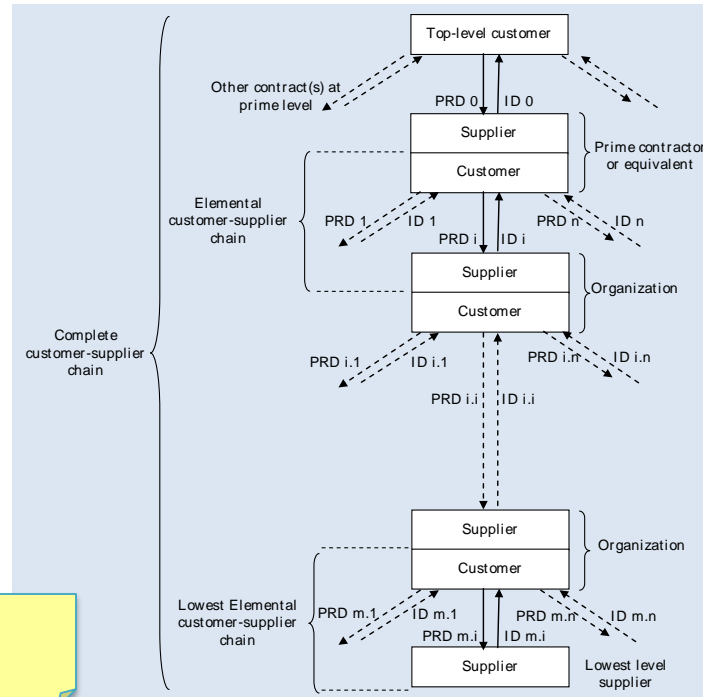 Top-level customer
Other contract(s) at
prime level
PRD 0
ID 0
Supplier
Customer
Prime contractor
or equivalent
Elemental
customer-supplier
chain
PRD 1
ID 1
PRD i
ID i
PRD n
ID n
Supplier
Customer
Organization
Complete
customer-supplier
chain
PRD i.1
ID i.1
PRD i.i
ID i.i
PRD i.n
ID i.n
Supplier
Customer
Organization
Lowest Elemental
customer-supplier
chain
PRD m.1
ID m.1
PRD m.i
ID m.i
PRD m.n
ID m.n
Supplier
Lowest level
supplier